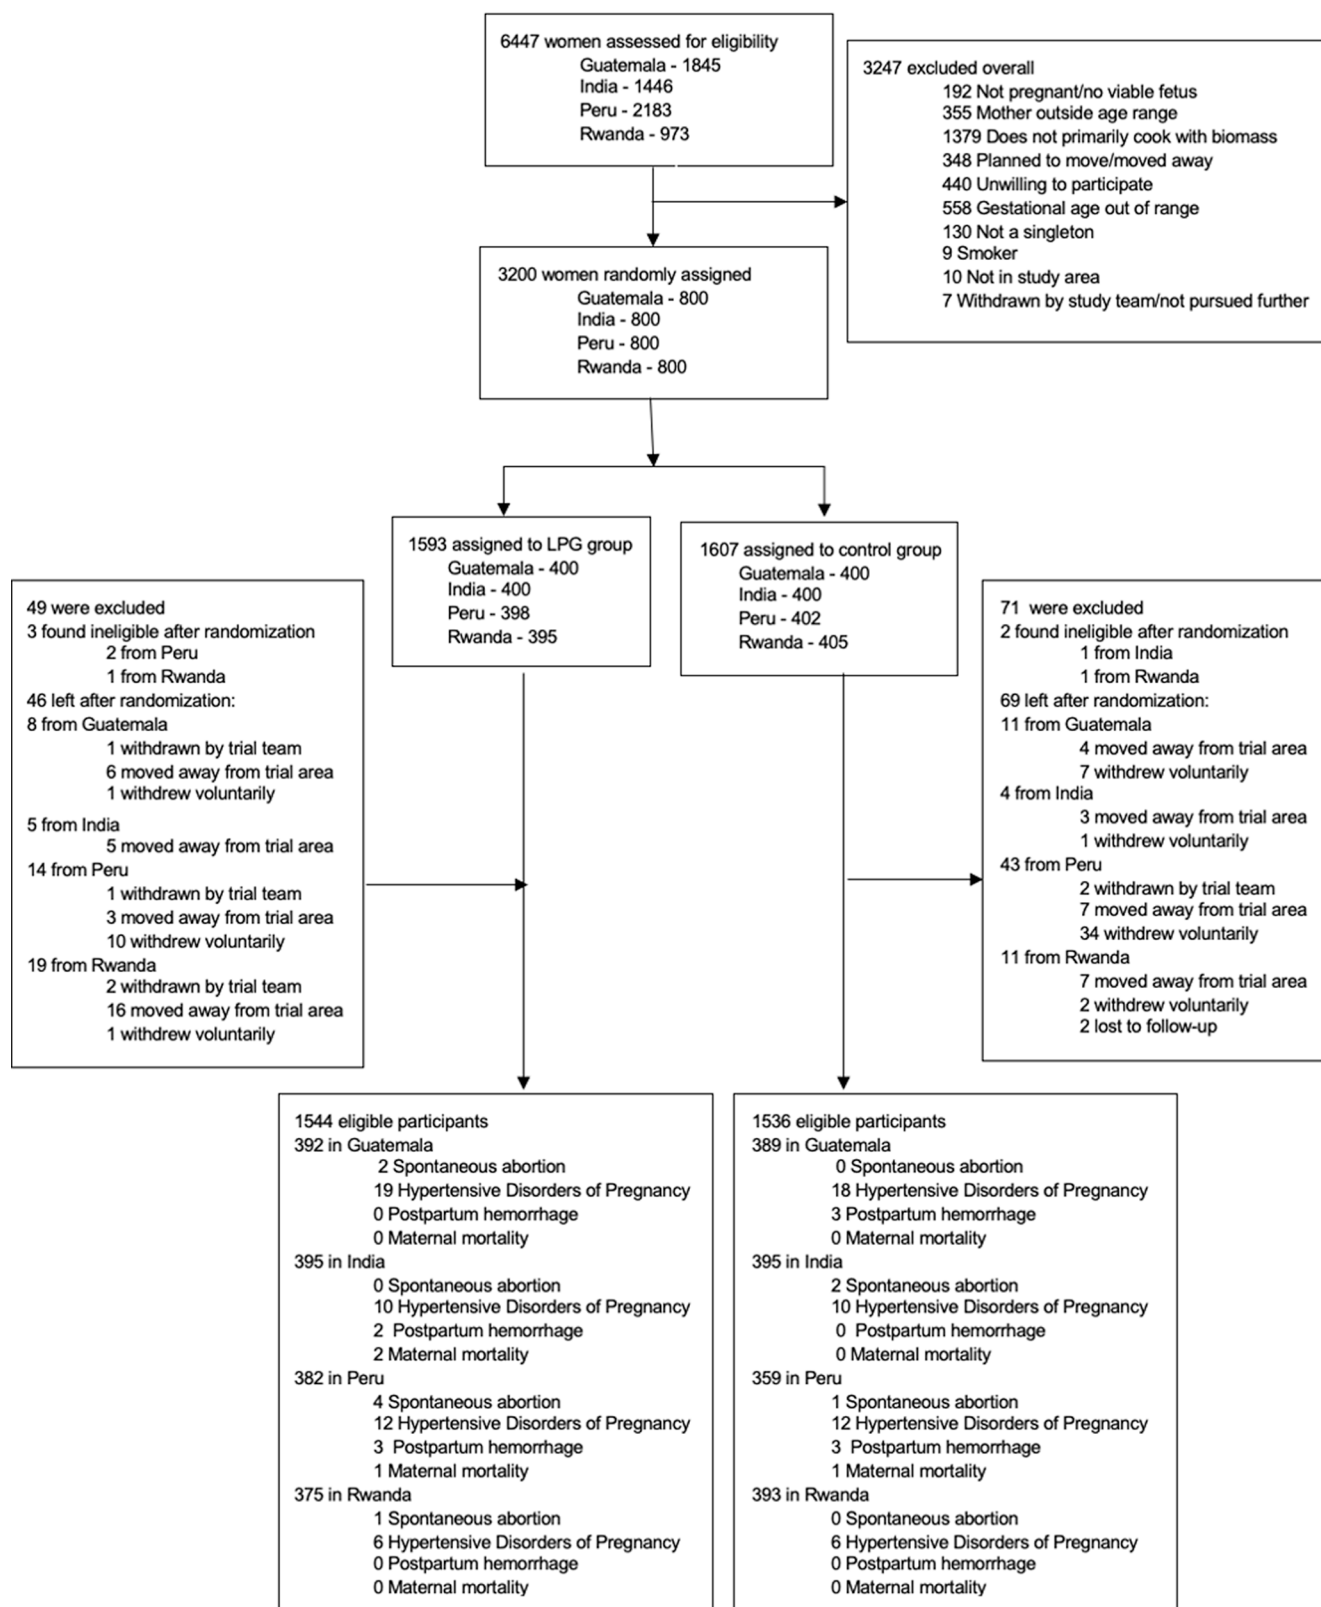 6447 women assessed for eligibility
Guatemala - 1845
India - 1446
Peru - 2183
Rwanda - 973
3247 excluded overall
192 Not pregnant/no viable fetus
355 Mother outside age range
1379 Does not primarily cook with biomass
348 Planned to move/moved away
440 Unwilling to participate
558 Gestational age out of range
130 Not a singleton
9 Smoker
10 Not in study area
7 Withdrawn by study team/not pursued further
3200 women randomly assigned
Guatemala - 800
India - 800
Peru - 800
Rwanda - 800
1593 assigned to LPG group
Guatemala - 400
India - 400
Peru - 398
Rwanda - 395
1607 assigned to control group
Guatemala - 400
India - 400
Peru - 402
Rwanda - 405
49 were excluded
3 found ineligible after randomization
2 from Peru
1 from Rwanda
46 left after randomization:
8 from Guatemala
1 withdrawn by trial team
6 moved away from trial area
1 withdrew voluntarily
5 from India
5 moved away from trial area
14 from Peru
1 withdrawn by trial team
3 moved away from trial area
10 withdrew voluntarily
19 from Rwanda
2 withdrawn by trial team
16 moved away from trial area
1 withdrew voluntarily
71 were excluded
2 found ineligible after randomization
1 from India
1 from Rwanda
69 left after randomization:
11 from Guatemala
4 moved away from trial area
7 withdrew voluntarily
4 from India
3 moved away from trial area
1 withdrew voluntarily
43 from Peru
2 withdrawn by trial team
7 moved away from trial area
34 withdrew voluntarily
11 from Rwanda
7 moved away from trial area
2 withdrew voluntarily
2 lost to follow-up
1544 eligible participants
392 in Guatemala
2 Spontaneous abortion
19 Hypertensive Disorders of Pregnancy
0 Postpartum hemorrhage
0 Maternal mortality
395 in India
0 Spontaneous abortion
10 Hypertensive Disorders of Pregnancy
2 Postpartum hemorrhage
2 Maternal mortality
382 in Peru
4 Spontaneous abortion
12 Hypertensive Disorders of Pregnancy
3 Postpartum hemorrhage
1 Maternal mortality
375 in Rwanda
1 Spontaneous abortion
6 Hypertensive Disorders of Pregnancy
0 Postpartum hemorrhage
0 Maternal mortality
1536 eligible participants
389 in Guatemala
0 Spontaneous abortion
18 Hypertensive Disorders of Pregnancy
3 Postpartum hemorrhage
0 Maternal mortality
395 in India
2 Spontaneous abortion
10 Hypertensive Disorders of Pregnancy
0 Postpartum hemorrhage
0 Maternal mortality
359 in Peru
1 Spontaneous abortion
12 Hypertensive Disorders of Pregnancy
3 Postpartum hemorrhage
1 Maternal mortality
393 in Rwanda
0 Spontaneous abortion
6 Hypertensive Disorders of Pregnancy
0 Postpartum hemorrhage
0 Maternal mortality